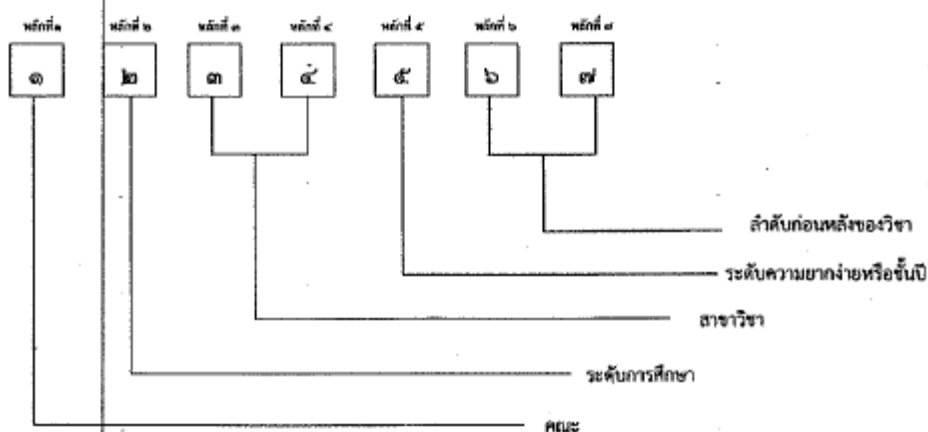 หลักที่๑ หลักที่ ๒ หลักที่ ๓ หลักที่ ๔ หลักที่ ๕ หลักที่ ๖ หลักที่ ๗
๑ ๒ ๓ ๔ ๕ ๖ ๗
ลำดับก่อนหลังของวิชา
ระดับความยากง่ายหรือชั้นปี
สาขาวิชา
ระดับการศึกษา
คณะ